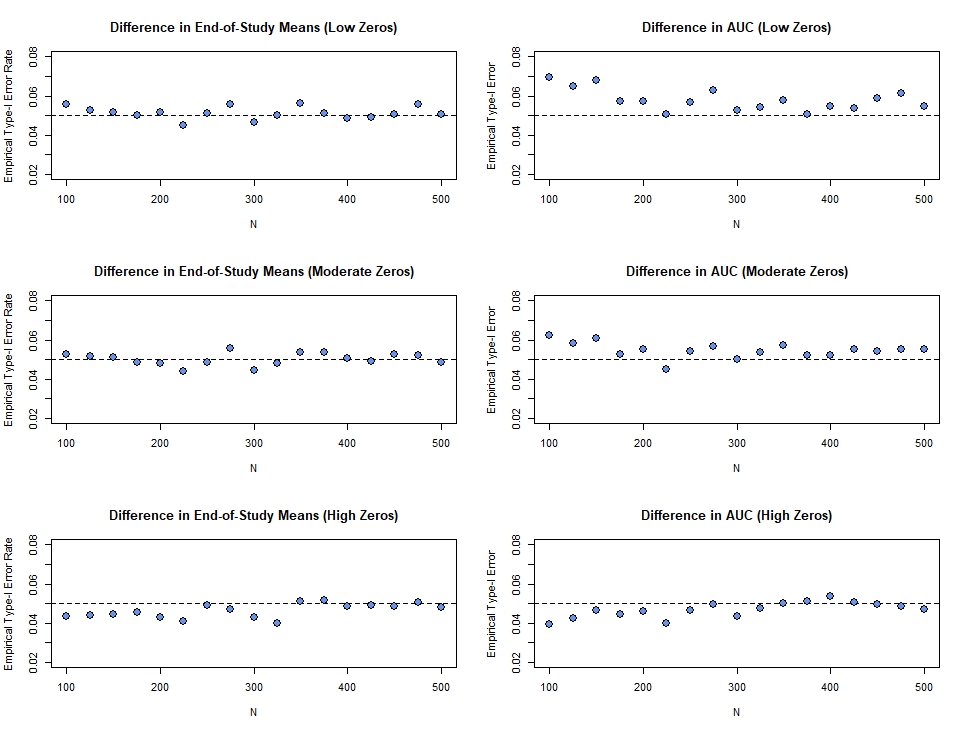 Difference in End-of-Study Means (Low Zeros)
Empirical Type-I Error Rate
0.08
0.06
0.04
0.02
100 200 300 400 500
N
Difference in AUC (Low Zeros)
Empirical Type-I Error
0.08
0.06
0.04
0.02
100 200 300 400 500
N
Difference in End-of-Study Means (Moderate Zeros)
Empirical Type-I Error Rate
0.08
0.06
0.04
0.02
100 200 300 400 500
N
Difference in AUC (Moderate Zeros)
Empirical Type-I Error
0.08
0.06
0.04
0.02
100 200 300 400 500
N
Difference in End-of-Study Means (High Zeros)
Empirical Type-I Error Rate
0.08
0.06
0.04
0.02
100 200 300 400 500
N
Difference in AUC (High Zeros)
Empirical Type-I Error
0.08
0.06
0.04
0.02
100 200 300 400 500
N